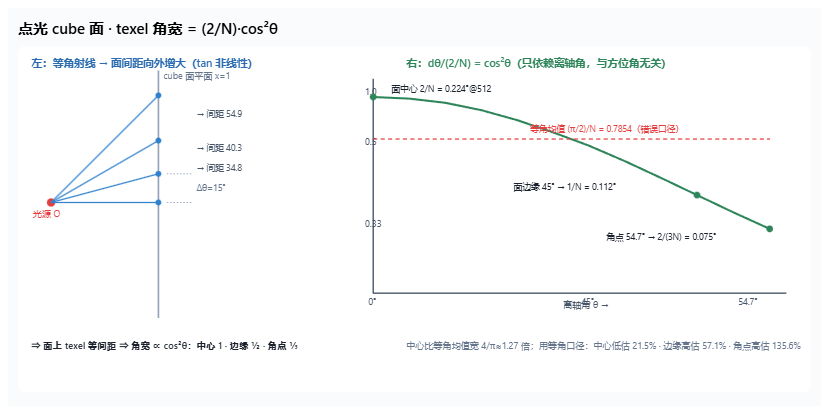 点光 cube 面 · texel 角宽 = (2/N)·cos²θ
左：等角射线 → 面间距向外增大（tan 非线性）
cube 面平面 x=1
→ 间距 54.9
→ 间距 40.3
→ 间距 34.8
Δθ=15°
光源 O
右：dθ/(2/N) = cos²θ（只依赖离轴角，与方位角无关）
1.0
面中心 2/N = 0.224°@512
等角均值 (π/2)/N = 0.7854（错误口径）
0.5
面边缘 45° → 1/N = 0.112°
0.33
角点 54.7° → 2/(3N) = 0.075°
0°
45°
54.7°
离轴角 θ →
⇒ 面上 texel 等间距 ⇒ 角宽 ∝ cos²θ：中心 1 · 边缘 ½ · 角点 ⅓
中心比等角均值宽 4/π≈1.27 倍；用等角口径：中心低估 21.5% · 边缘高估 57.1% · 角点高估 135.6%